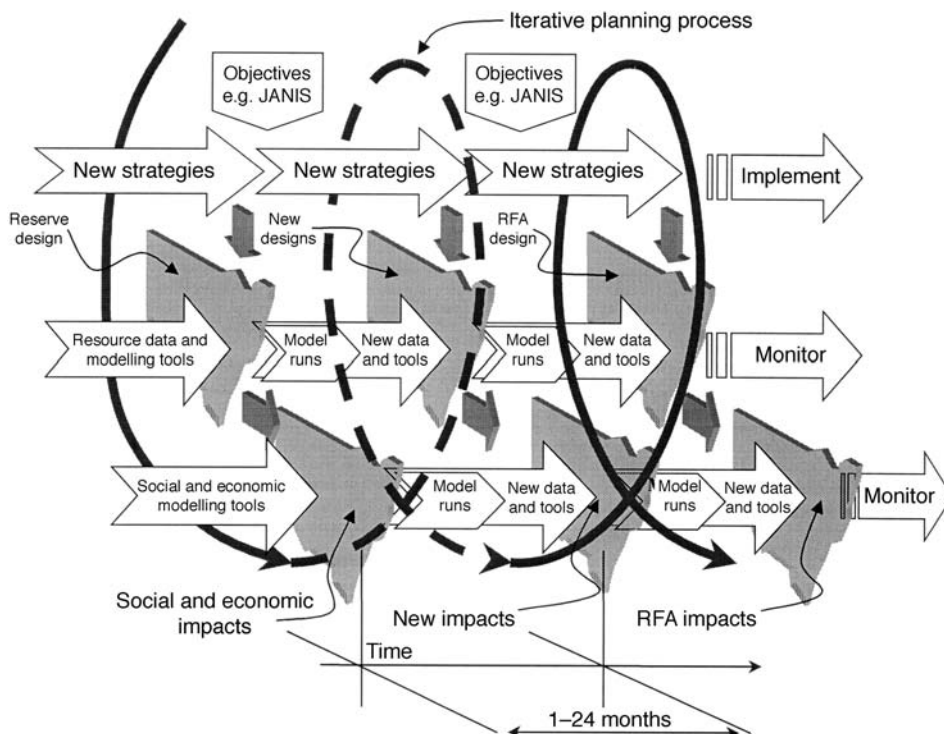 Iterative planning process
Objectives
e.g. JANIS
Objectives
e.g. JANIS
New strategies
New strategies
New strategies
Implement
Reserve
design
New
designs
RFA
design
Resource data and
modelling tools
Model
runs
New data
and tools
Model
runs
New data
and tools
Monitor
Social and economic
modelling tools
Model
runs
New data
and tools
Model
runs
New data
and tools
Monitor
Social and economic
impacts
New impacts
RFA impacts
Time
1–24 months